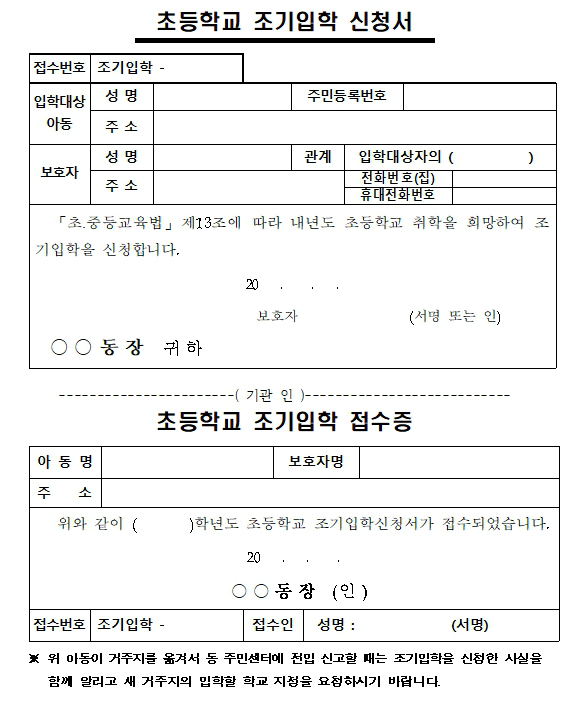 초등학교 조기입학 신청서
접수번호 조기입학 -
입학대상 아동 성 명 주민등록번호
주 소
보호자 성 명 관계 입학대상자의 ( )
주 소 전화번호(집)
휴대전화번호
「초.중등교육법」제13조에 따라 내년도 초등학교 취학을 희망하여 조
기입학을 신청합니다.
20 . . .
보호자 (서명 또는 인)
○○동장 귀하
-----------------------( 기관 인 )---------------------------
초등학교 조기입학 접수증
아 동 명 보호자명
주 소
위와 같이 ( )학년도 초등학교 조기입학신청서가 접수되었습니다.
20 . . .
○○동장 (인)
접수번호 조기입학 - 접수인 성명 : (서명)
※ 위 아동이 거주지를 옮겨서 동 주민센터에 전입 신고할 때는 조기입학을 신청한 사실을
함께 알리고 새 거주지의 입학할 학교 지정을 요청하시기 바랍니다.